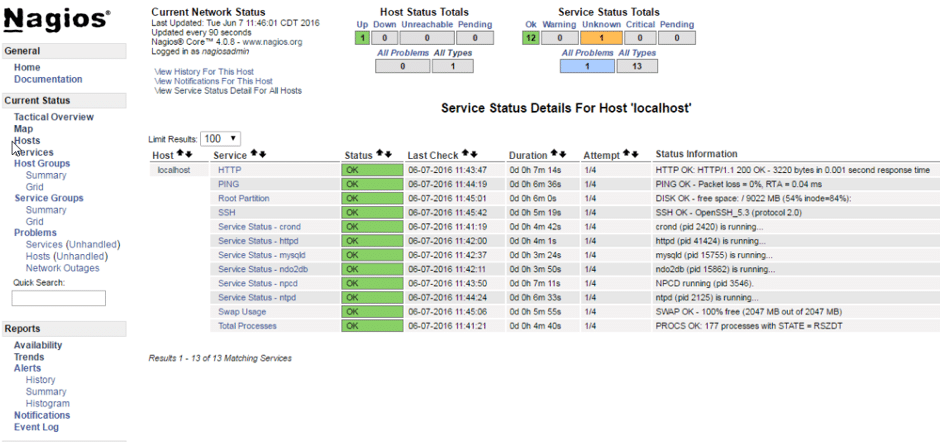 Nagios®
General
Home
Documentation
Current Status
Tactical Overview
Map
Hosts
Services
Host Groups
Summary
Grid
Service Groups
Summary
Grid
Problems
Services (Unhandled)
Hosts (Unhandled)
Network Outages
Quick Search:
Reports
Availability
Trends
Alerts
History
Summary
Histogram
Notifications
Event Log
Current Network Status
Last Updated: Tue Jun 7 11:46:01 CDT 2016
Updated every 90 seconds
Nagios® Core™ 4.0.8 - www.nagios.org
Logged in as nagiosadmin
View History For This Host
View Notifications For This Host
View Service Status Detail For All Hosts
Host Status Totals
Up Down Unreachable Pending
1 0 0 0
All Problems All Types
0 1
Service Status Totals
Ok Warning Unknown Critical Pending
12 0 1 0 0
All Problems All Types
1 13
Service Status Details For Host 'localhost'
Limit Results: 100
Host Service Status Last Check Duration Attempt Status Information
localhost HTTP OK 06-07-2016 11:43:47 0d 0h 7m 14s 1/4 HTTP OK: HTTP/1.1 200 OK - 3220 bytes in 0.001 second response time
PING OK 06-07-2016 11:44:19 0d 0h 6m 36s 1/4 PING OK - Packet loss = 0%, RTA = 0.04 ms
Root Partition OK 06-07-2016 11:45:01 0d 0h 6m 0s 1/4 DISK OK - free space: / 9022 MB (54% inode=84%):
SSH OK 06-07-2016 11:45:42 0d 0h 5m 19s 1/4 SSH OK - OpenSSH_5.3 (protocol 2.0)
Service Status - crond OK 06-07-2016 11:41:19 0d 0h 4m 42s 1/4 crond (pid 2420) is running...
Service Status - httpd OK 06-07-2016 11:42:00 0d 0h 4m 1s 1/4 httpd (pid 41424) is running...
Service Status - mysqld OK 06-07-2016 11:42:37 0d 0h 3m 24s 1/4 mysqld (pid 15755) is running...
Service Status - ndo2db OK 06-07-2016 11:42:11 0d 0h 3m 50s 1/4 ndo2db (pid 15862) is running...
Service Status - npcd OK 06-07-2016 11:43:50 0d 0h 7m 11s 1/4 NPCD running (pid 3546).
Service Status - ntpd OK 06-07-2016 11:44:24 0d 0h 6m 33s 1/4 ntpd (pid 2125) is running...
Swap Usage OK 06-07-2016 11:45:06 0d 0h 5m 55s 1/4 SWAP OK - 100% free (2047 MB out of 2047 MB)
Total Processes OK 06-07-2016 11:41:21 0d 0h 4m 40s 1/4 PROCS OK: 177 processes with STATE = RSZDT
Results 1 - 13 of 13 Matching Services